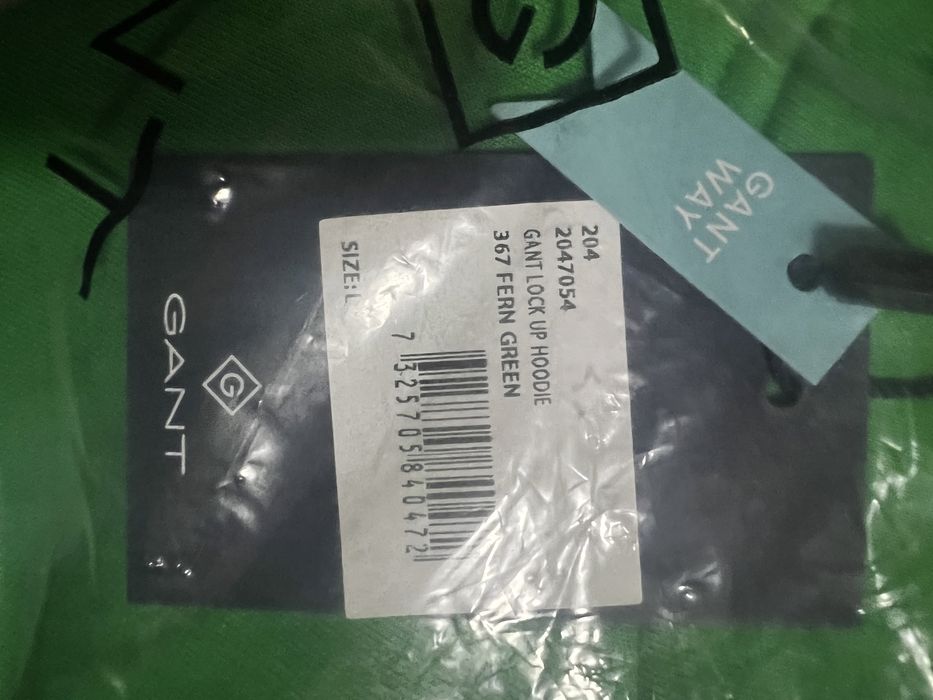 GANT
G
204
2047054
GANT LOCK UP HOODIE
367 FERN GREEN
7 325705 840472
SIZE: L
GANT
WAY